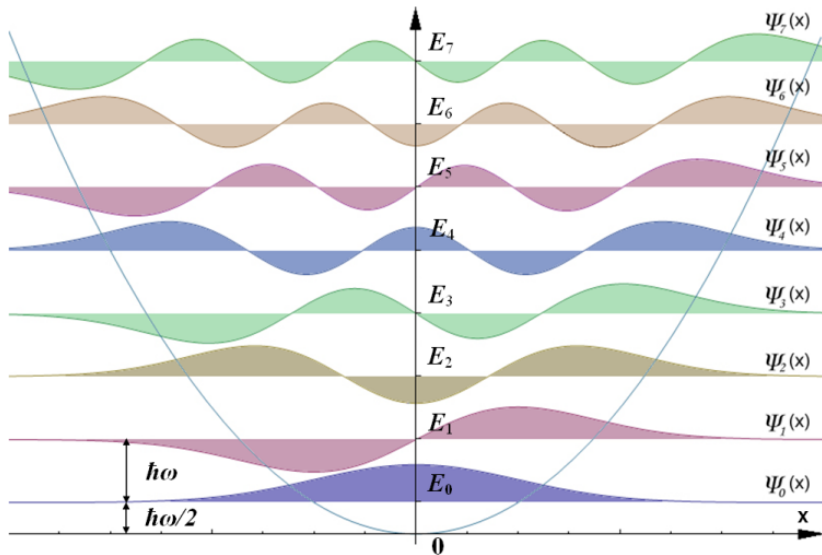 E₇ Ψ₇(x)
E₆ Ψ₆(x)
E₅ Ψ₅(x)
E₄ Ψ₄(x)
E₃ Ψ₃(x)
E₂ Ψ₂(x)
E₁ Ψ₁(x)
ħω
E₀ Ψ₀(x)
ħω/2
x
0